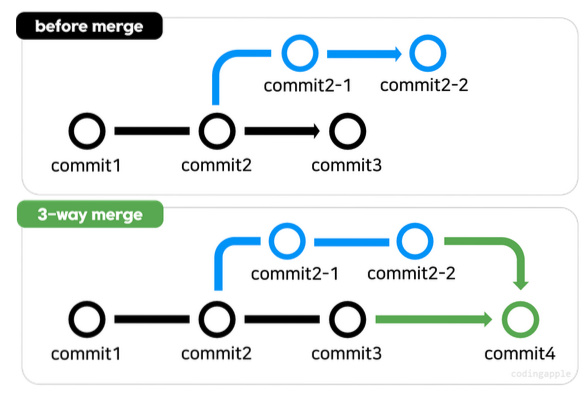 before merge
commit2-1 commit2-2
commit1 commit2 commit3
3-way merge
commit2-1 commit2-2
commit1 commit2 commit3 commit4
codingapple